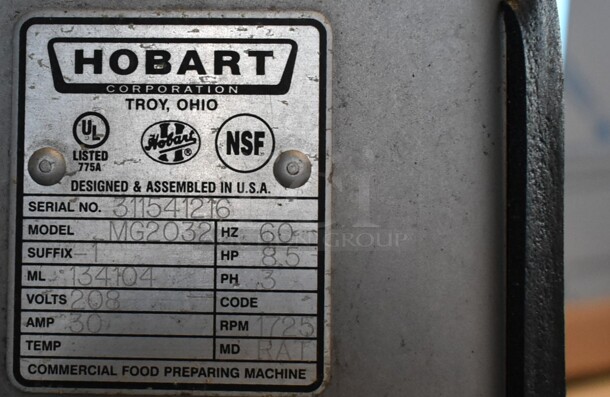 HOBART
CORPORATION
TROY, OHIO
UL
LISTED
775A
Hobart
NSF
DESIGNED & ASSEMBLED IN U.S.A.
SERIAL NO. 311541216
MODEL MG2032 HZ 60
SUFFIX -1 HP 8.5
ML 134104 PH 3
VOLTS 208 CODE
AMP 30 RPM 1725
TEMP MD RAT
COMMERCIAL FOOD PREPARING MACHINE
GROUP